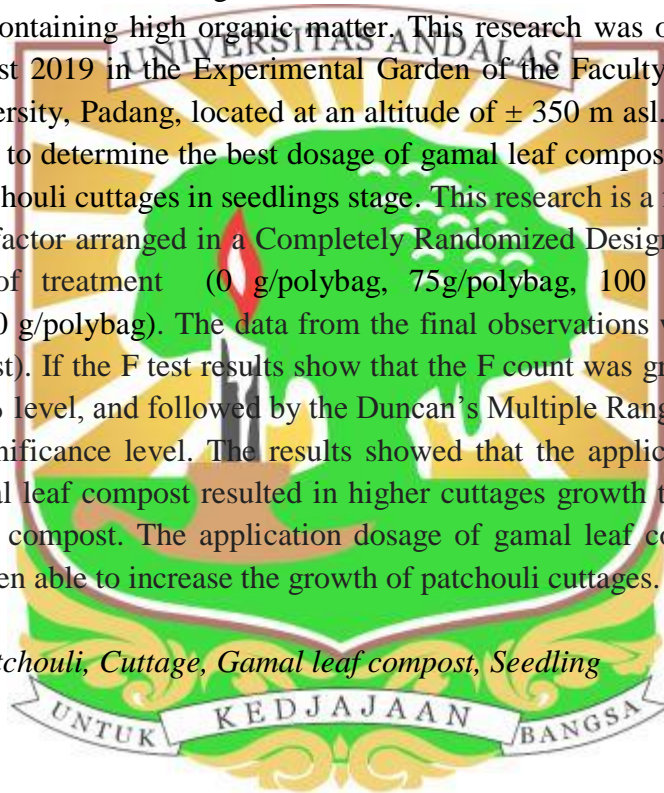 ontaining high organic matter. This research was o
UNIVERSITAS ANDALAS
st 2019 in the Experimental Garden of the Faculty
ersity, Padang, located at an altitude of ± 350 m asl.
to determine the best dosage of gamal leaf compos
chouli cuttages in seedlings stage. This research is a
factor arranged in a Completely Randomized Design
of treatment (0 g/polybag, 75g/polybag, 100
0 g/polybag). The data from the final observations
st). If the F test results show that the F count was gr
level, and followed by the Duncan's Multiple Rang
nificance level. The results showed that the applic
al leaf compost resulted in higher cuttages growth t
compost. The application dosage of gamal leaf co
en able to increase the growth of patchouli cuttages.
tchouli, Cuttage, Gamal leaf compost, Seedling
UNTUK KEDJAJAAN BANGSA